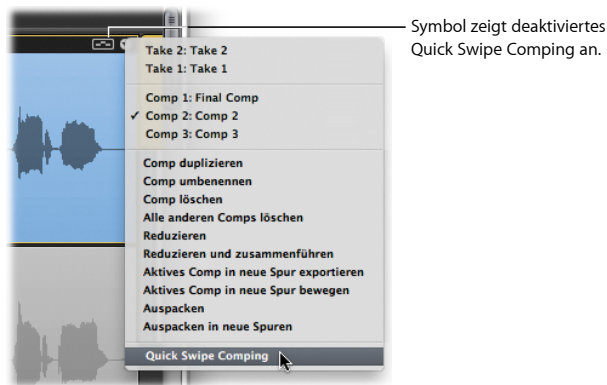 Symbol zeigt deaktiviertes
Quick Swipe Comping an.
Take 2: Take 2
Take 1: Take 1
Comp 1: Final Comp
✓ Comp 2: Comp 2
Comp 3: Comp 3
Comp duplizieren
Comp umbenennen
Comp löschen
Alle anderen Comps löschen
Reduzieren
Reduzieren und zusammenführen
Aktives Comp in neue Spur exportieren
Aktives Comp in neue Spur bewegen
Auspacken
Auspacken in neue Spuren
Quick Swipe Comping